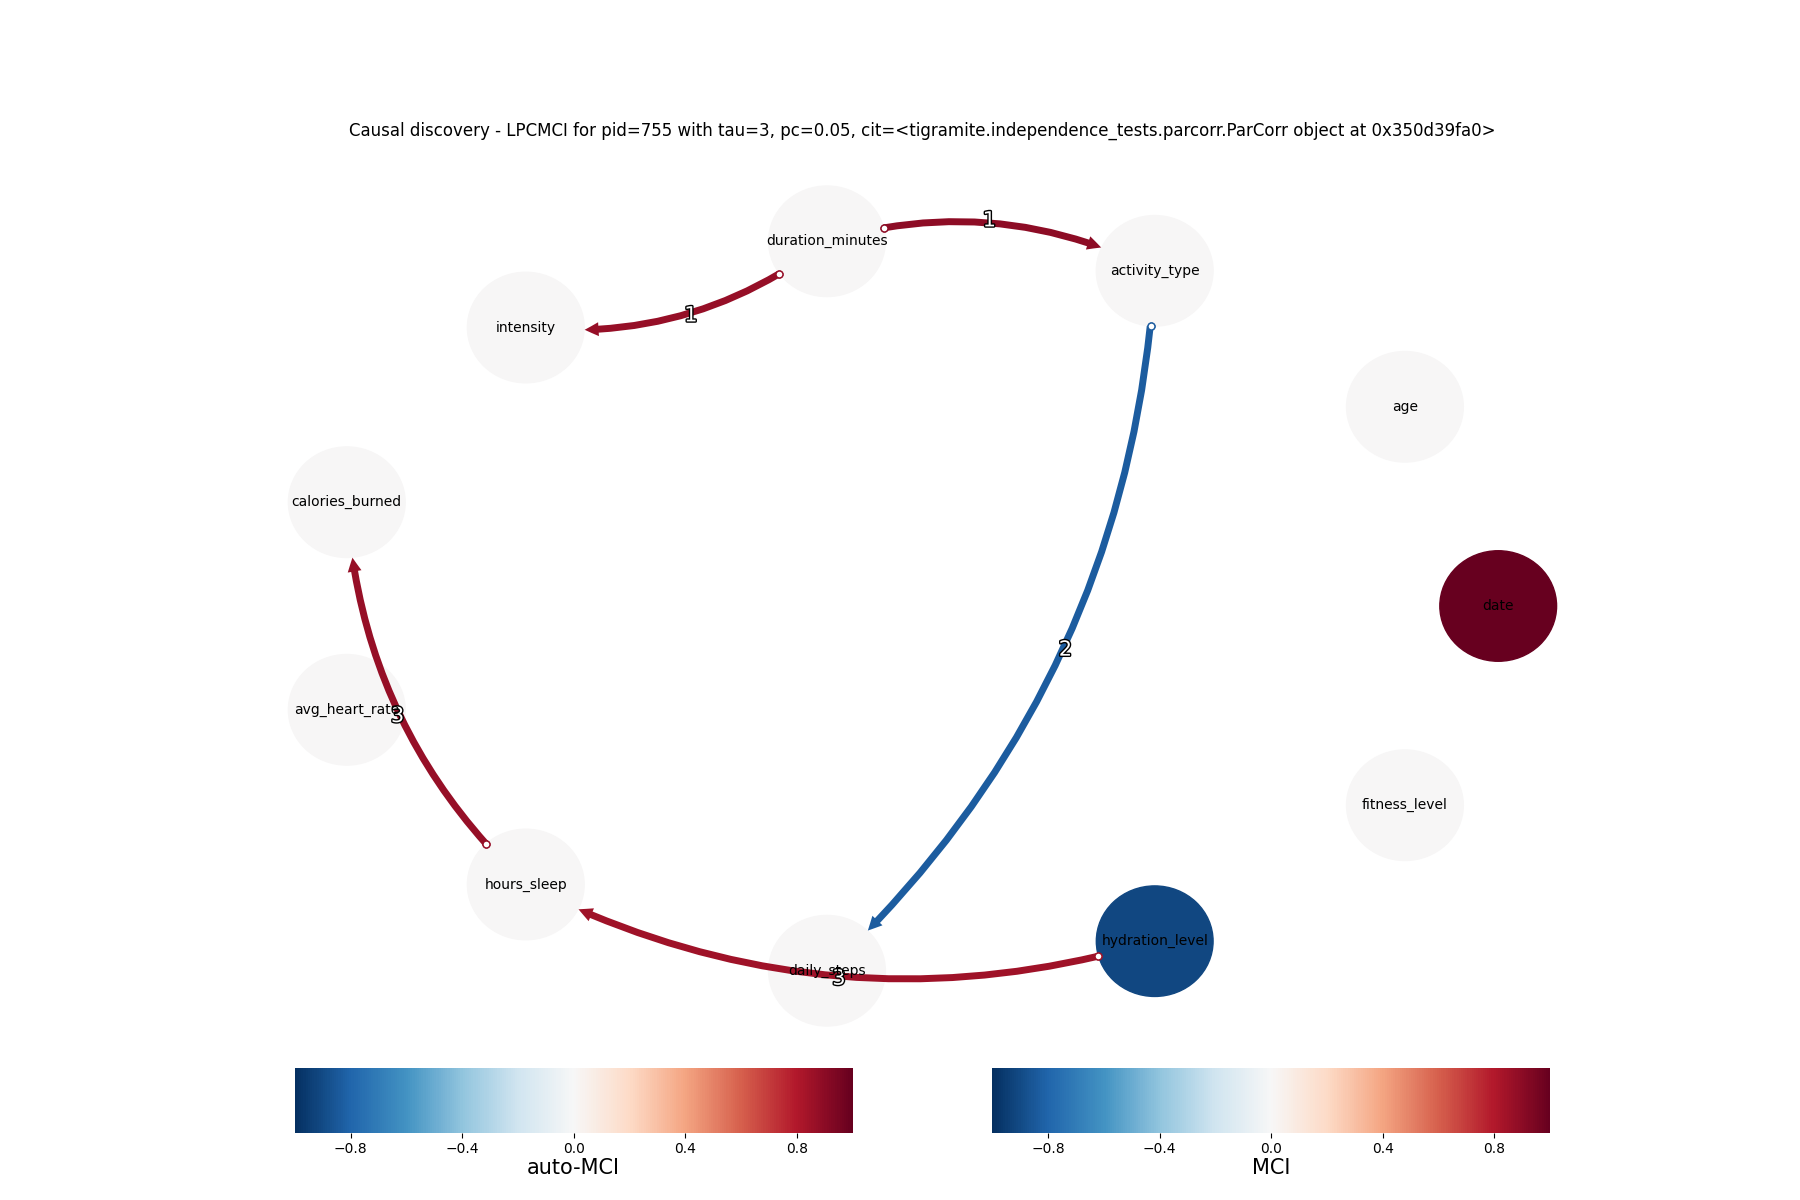 Causal discovery - LPCMCI for pid=755 with tau=3, pc=0.05, cit=<tigramite.independence_tests.parcorr.ParCorr object at 0x350d39fa0>
1
duration_minutes
activity_type
1
intensity
age
calories_burned
date
2
avg_heart_rate
3
fitness_level
hours_sleep
hydration_level
daily_steps
3
−0.8 −0.4 0.0 0.4 0.8
auto-MCI
−0.8 −0.4 0.0 0.4 0.8
MCI